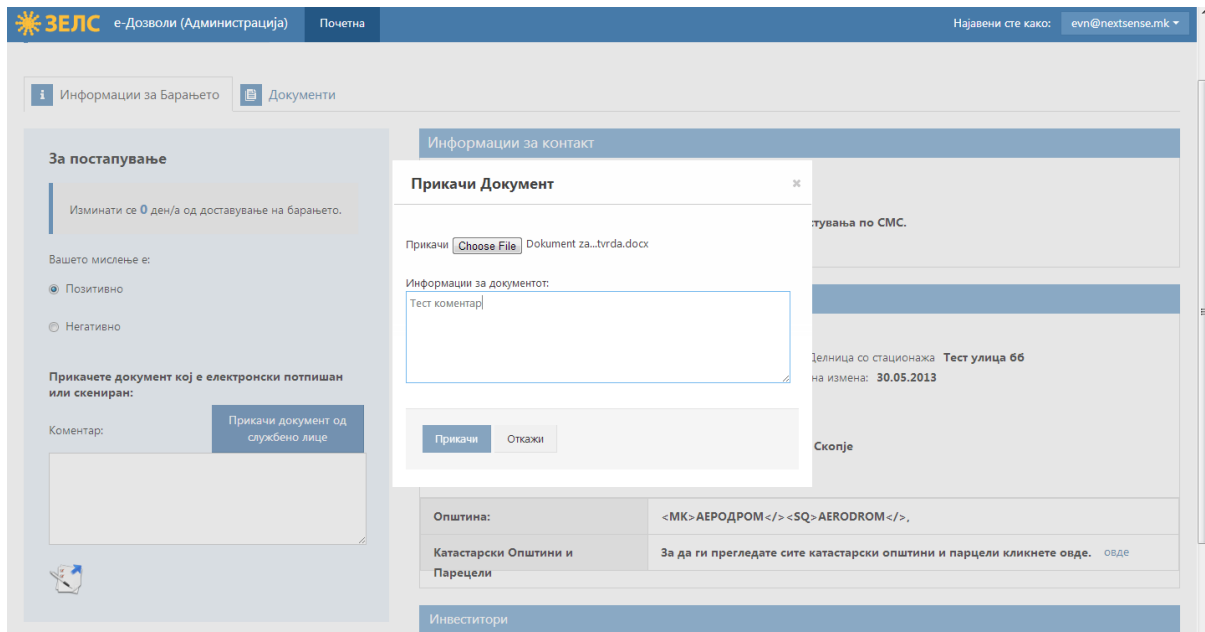 ЗЕЛС е-Дозволи (Администрација) Почетна Најавени сте како: evn@nextsense.mk
Информации за Барањето Документи
За постапување
Изминати се 0 ден/а од доставување на барањето.
Вашето мислење е:
Позитивно
Негативно
Прикачете документ кој е електронски потпишан
или скениран:
Прикачи документ од
службено лице
Коментар:
Информации за контакт
Прикачи Документ
Прикачи Choose File Dokument za...tvrda.docx
Информации за документот:
Тест коментар
Прикачи Откажи
тувања по СМС.
Делница со стационажа Тест улица 66
на измена: 30.05.2013
Скопје
Општина: <MK>АЕРОДРОМ</><SQ>AERODROM</>,
Катастарски Општини и
Парецели
За да ги прегледате сите катастарски општини и парцели кликнете овде. овде
Инвеститори